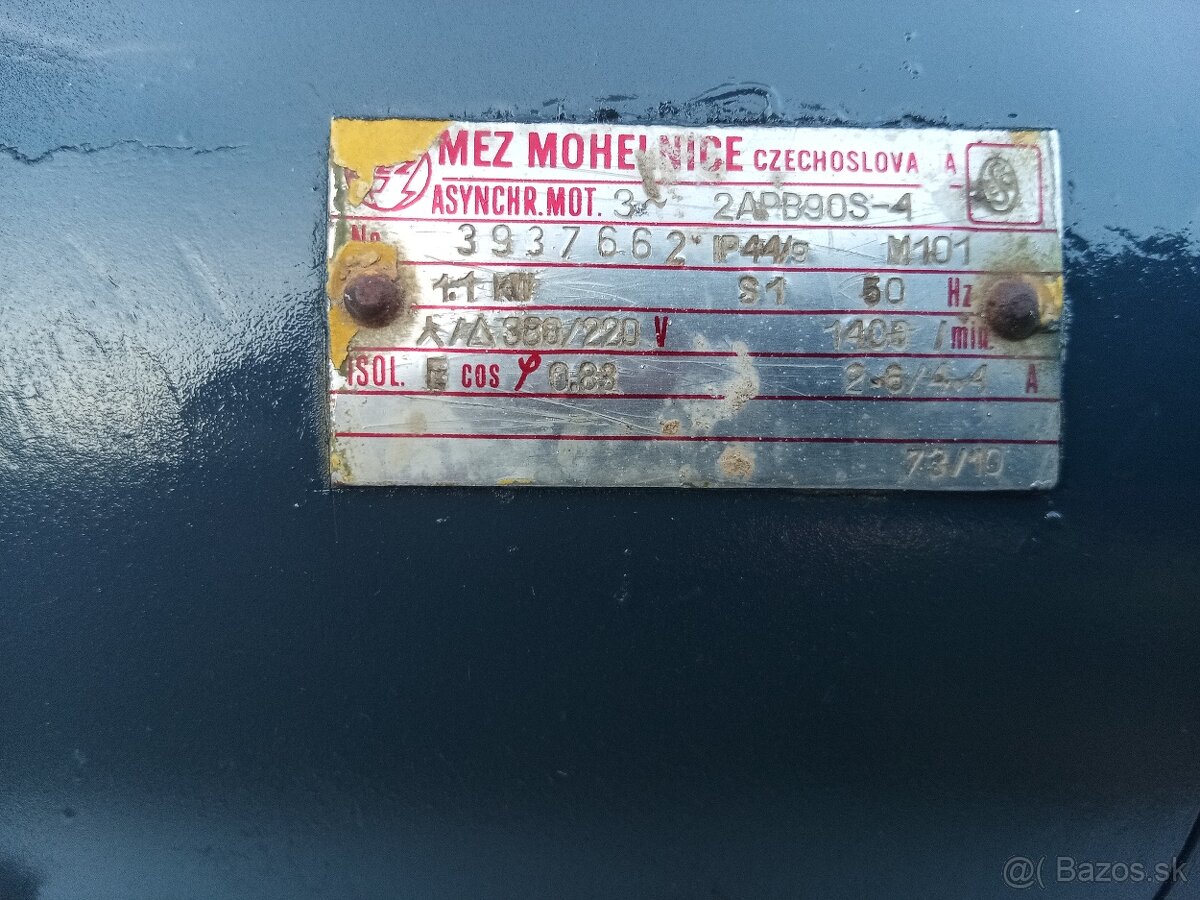 MEZ MOHELNICE CZECHOSLOVA A
ASYNCHR.MOT. 3~ 2APB90S-4
No 3937662 IP44/ M101
1.1 KW S1 50 Hz
/Δ 380/220 V 1405 /min.
ISOL. E cos φ 0.83 2.6/4.4 A
73/10
@( Bazos.sk